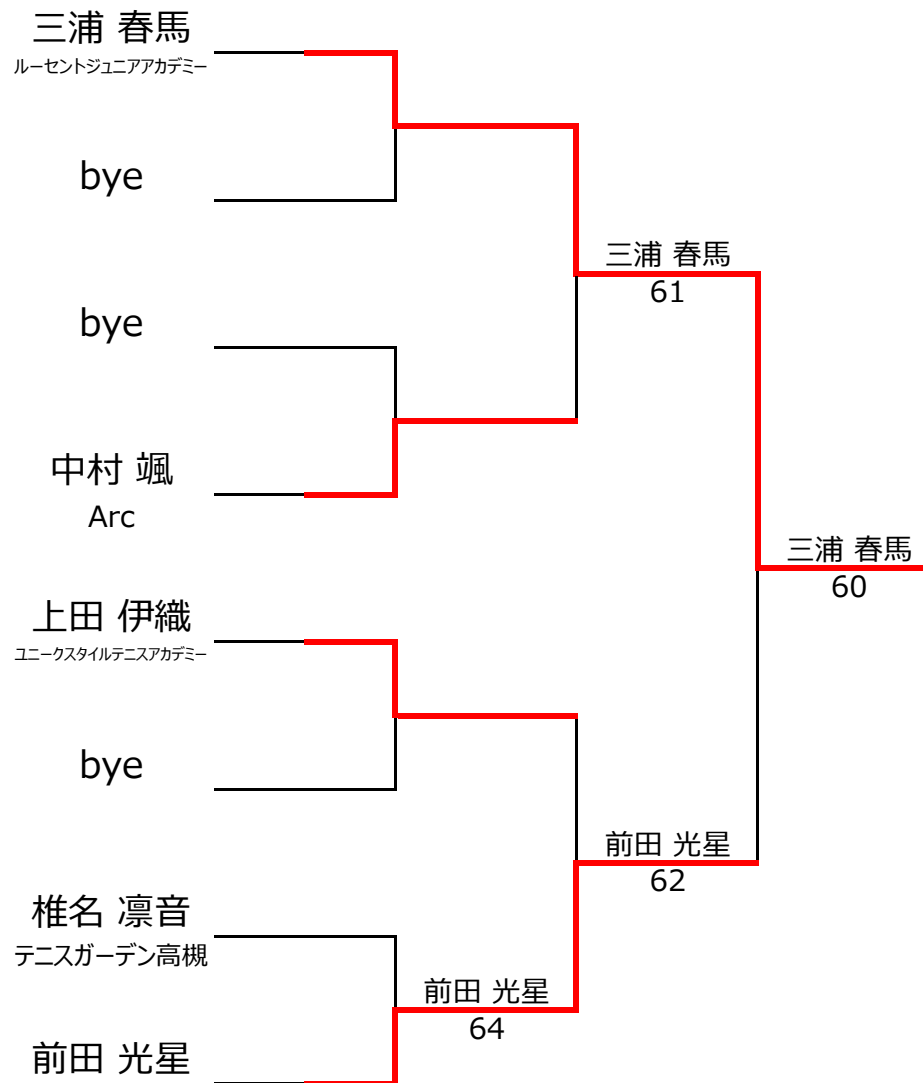 三浦 春馬
ルーセントジュニアアカデミー
bye
bye
中村 颯
Arc
上田 伊織
ユニークスタイルテニスアカデミー
bye
椎名 凛音
テニスガーデン高槻
前田 光星
前田 光星
64
三浦 春馬
61
前田 光星
62
三浦 春馬
60